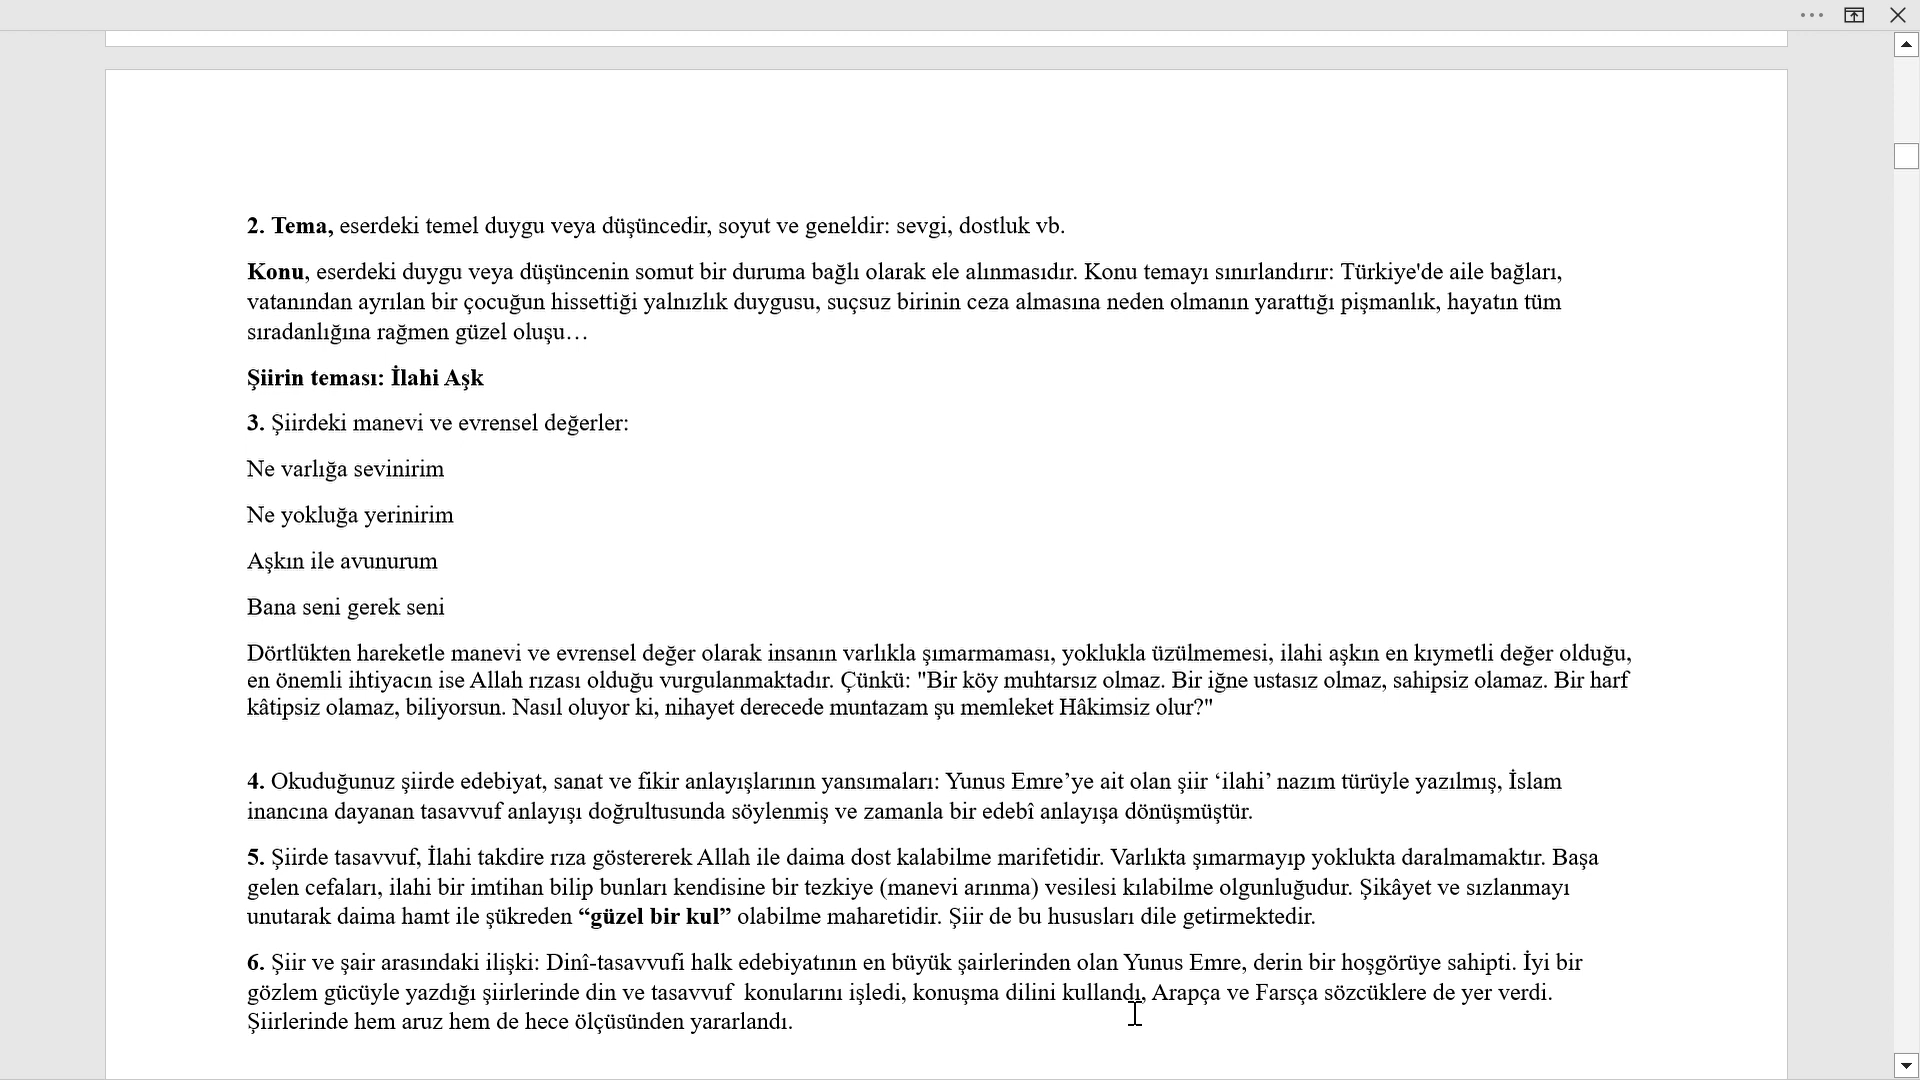 2. Tema, eserdeki temel duygu veya düşüncedir, soyut ve geneldir: sevgi, dostluk vb.
Konu, eserdeki duygu veya düşüncenin somut bir duruma bağlı olarak ele alınmasıdır. Konu temayı sınırlandırır: Türkiye'de aile bağları,
vatanından ayrılan bir çocuğun hissettiği yalnızlık duygusu, suçsuz birinin ceza almasına neden olmanın yarattığı pişmanlık, hayatın tüm
sıradanlığına rağmen güzel oluşu…
Şiirin teması: İlahi Aşk
3. Şiirdeki manevi ve evrensel değerler:
Ne varlığa sevinirim
Ne yokluğa yerinirim
Aşkın ile avunurum
Bana seni gerek seni
Dörtlükten hareketle manevi ve evrensel değer olarak insanın varlıkla şımarmaması, yoklukla üzülmemesi, ilahi aşkın en kıymetli değer olduğu,
en önemli ihtiyacın ise Allah rızası olduğu vurgulanmaktadır. Çünkü: "Bir köy muhtarsız olmaz. Bir iğne ustasız olmaz, sahipsiz olamaz. Bir harf
kâtipsiz olamaz, biliyorsun. Nasıl oluyor ki, nihayet derecede muntazam şu memleket Hâkimsiz olur?"
4. Okuduğunuz şiirde edebiyat, sanat ve fikir anlayışlarının yansımaları: Yunus Emre’ye ait olan şiir ‘ilahi’ nazım türüyle yazılmış, İslam
inancına dayanan tasavvuf anlayışı doğrultusunda söylenmiş ve zamanla bir edebî anlayışa dönüşmüştür.
5. Şiirde tasavvuf, İlahi takdire rıza göstererek Allah ile daima dost kalabilme marifetidir. Varlıkta şımarmayıp yoklukta daralmamaktır. Başa
gelen cefaları, ilahi bir imtihan bilip bunları kendisine bir tezkiye (manevi arınma) vesilesi kılabilme olgunluğudur. Şikâyet ve sızlanmayı
unutarak daima hamt ile şükreden “güzel bir kul” olabilme maharetidir. Şiir de bu hususları dile getirmektedir.
6. Şiir ve şair arasındaki ilişki: Dinî-tasavvufi halk edebiyatının en büyük şairlerinden olan Yunus Emre, derin bir hoşgörüye sahipti. İyi bir
gözlem gücüyle yazdığı şiirlerinde din ve tasavvuf  konularını işledi, konuşma dilini kullandı, Arapça ve Farsça sözcüklere de yer verdi.
Şiirlerinde hem aruz hem de hece ölçüsünden yararlandı.